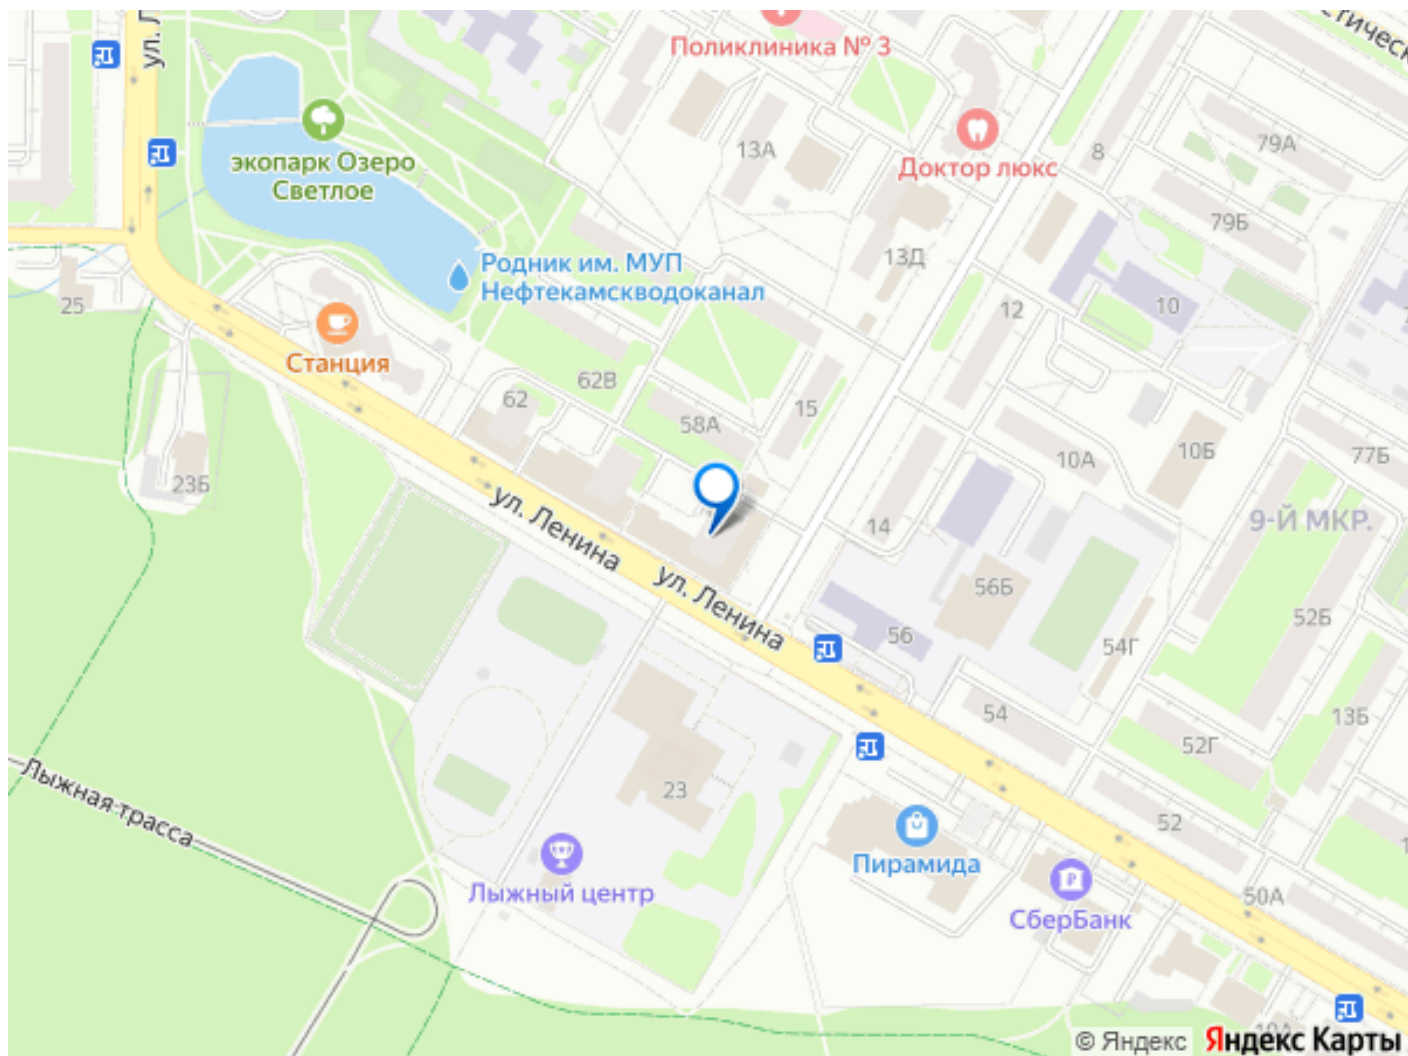 ул. Л
Поликлиника № 3
13А
Доктор люкс
8
79А
79Б
экопарк Озеро
Светлое
Родник им. МУП
Нефтекамскводоканал
13Д
10
12
25
Станция
62
62В
58А
15
10А
10Б
77Б
23Б
14
9-Й МКР.
ул. Ленина
ул. Ленина
56Б
52Б
56
54Г
54
13Б
52Г
23
Лыжная трасса
52
Пирамида
Лыжный центр
СберБанк
50А
© Яндекс
Яндекс Карты